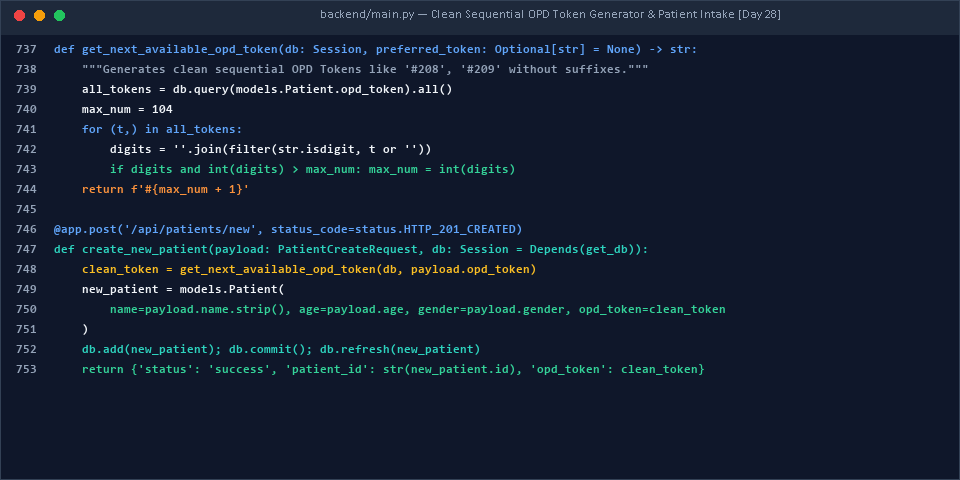 backend/main.py — Clean Sequential OPD Token Generator & Patient Intake [Day 28]
737 def get_next_available_opd_token(db: Session, preferred_token: Optional[str] = None) -> str:
738     """Generates clean sequential OPD Tokens like '#208', '#209' without suffixes."""
739     all_tokens = db.query(models.Patient.opd_token).all()
740     max_num = 104
741     for (t,) in all_tokens:
742         digits = ''.join(filter(str.isdigit, t or ''))
743         if digits and int(digits) > max_num: max_num = int(digits)
744     return f'#{max_num + 1}'
745
746 @app.post('/api/patients/new', status_code=status.HTTP_201_CREATED)
747 def create_new_patient(payload: PatientCreateRequest, db: Session = Depends(get_db)):
748     clean_token = get_next_available_opd_token(db, payload.opd_token)
749     new_patient = models.Patient(
750         name=payload.name.strip(), age=payload.age, gender=payload.gender, opd_token=clean_token
751     )
752     db.add(new_patient); db.commit(); db.refresh(new_patient)
753     return {'status': 'success', 'patient_id': str(new_patient.id), 'opd_token': clean_token}